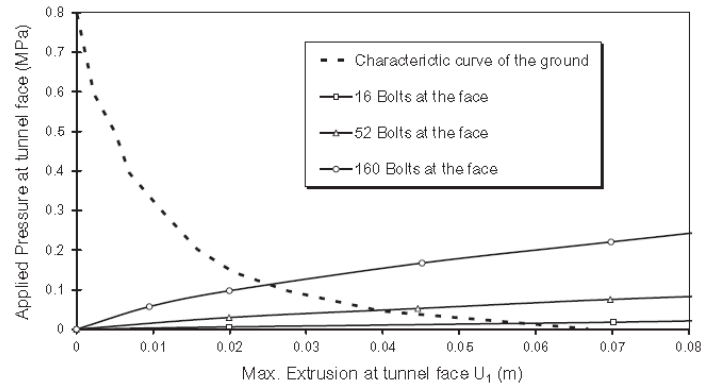 Applied Pressure at tunnel face (MPa)
0.8
0.7
0.6
0.5
0.4
0.3
0.2
0.1
0
Characterictic curve of the ground
16 Bolts at the face
52 Bolts at the face
160 Bolts at the face
0 0.01 0.02 0.03 0.04 0.05 0.06 0.07 0.08
Max. Extrusion at tunnel face U1 (m)